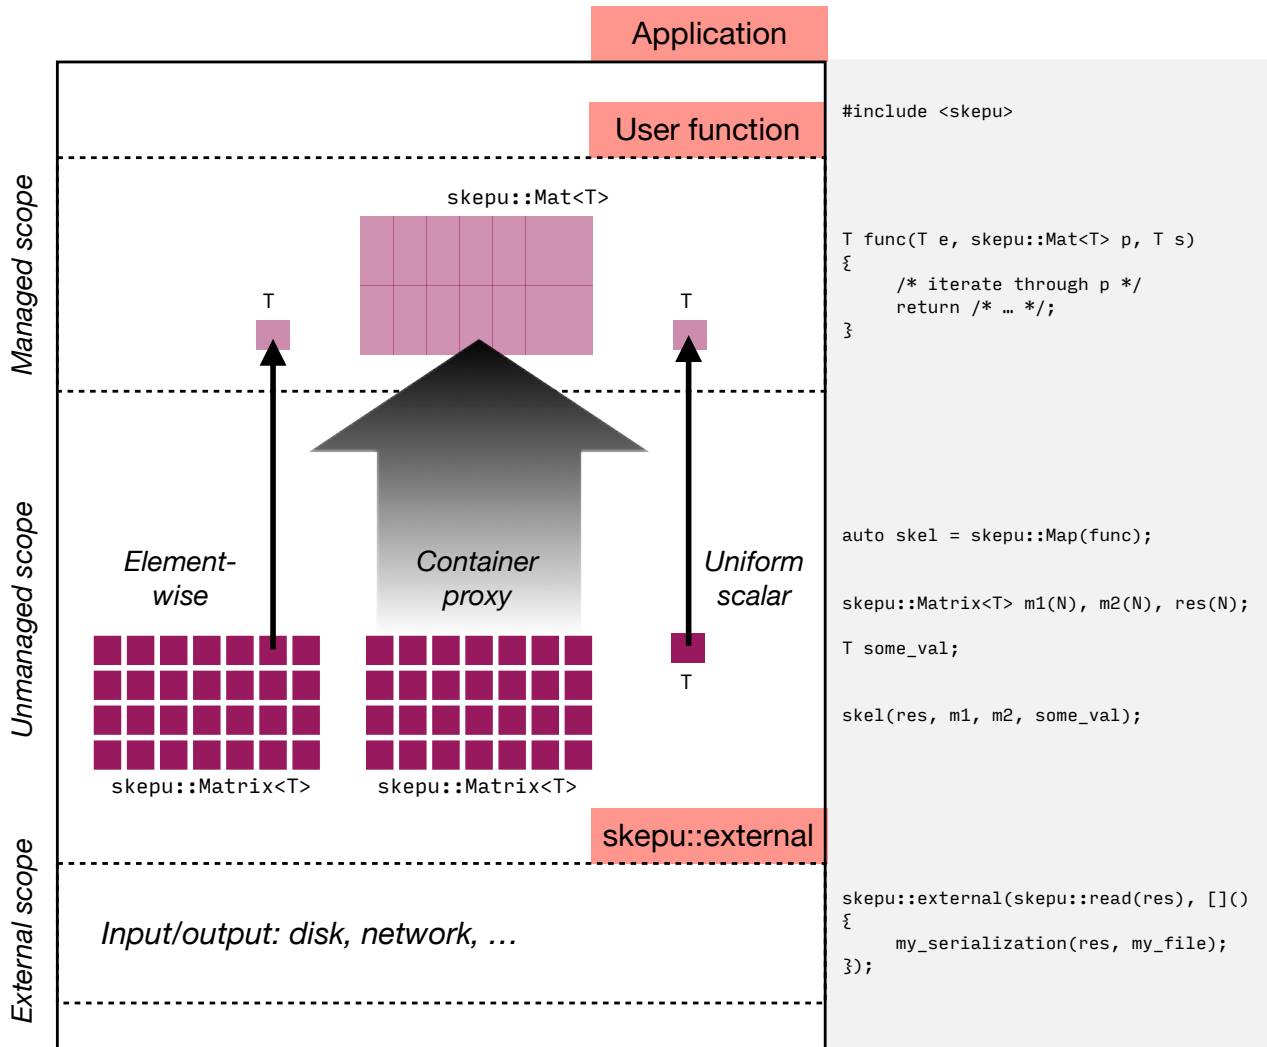 Application
User function
Managed scope
skepu::Mat<T>
T
T
Unmanaged scope
Element-
wise
Container
proxy
Uniform
scalar
T
skepu::Matrix<T>
skepu::Matrix<T>
skepu::external
External scope
Input/output: disk, network, …
#include <skepu>
T func(T e, skepu::Mat<T> p, T s)
{
/* iterate through p */
return /* … */;
}
auto skel = skepu::Map(func);
skepu::Matrix<T> m1(N), m2(N), res(N);
T some_val;
skel(res, m1, m2, some_val);
skepu::external(skepu::read(res), []()
{
my_serialization(res, my_file);
});